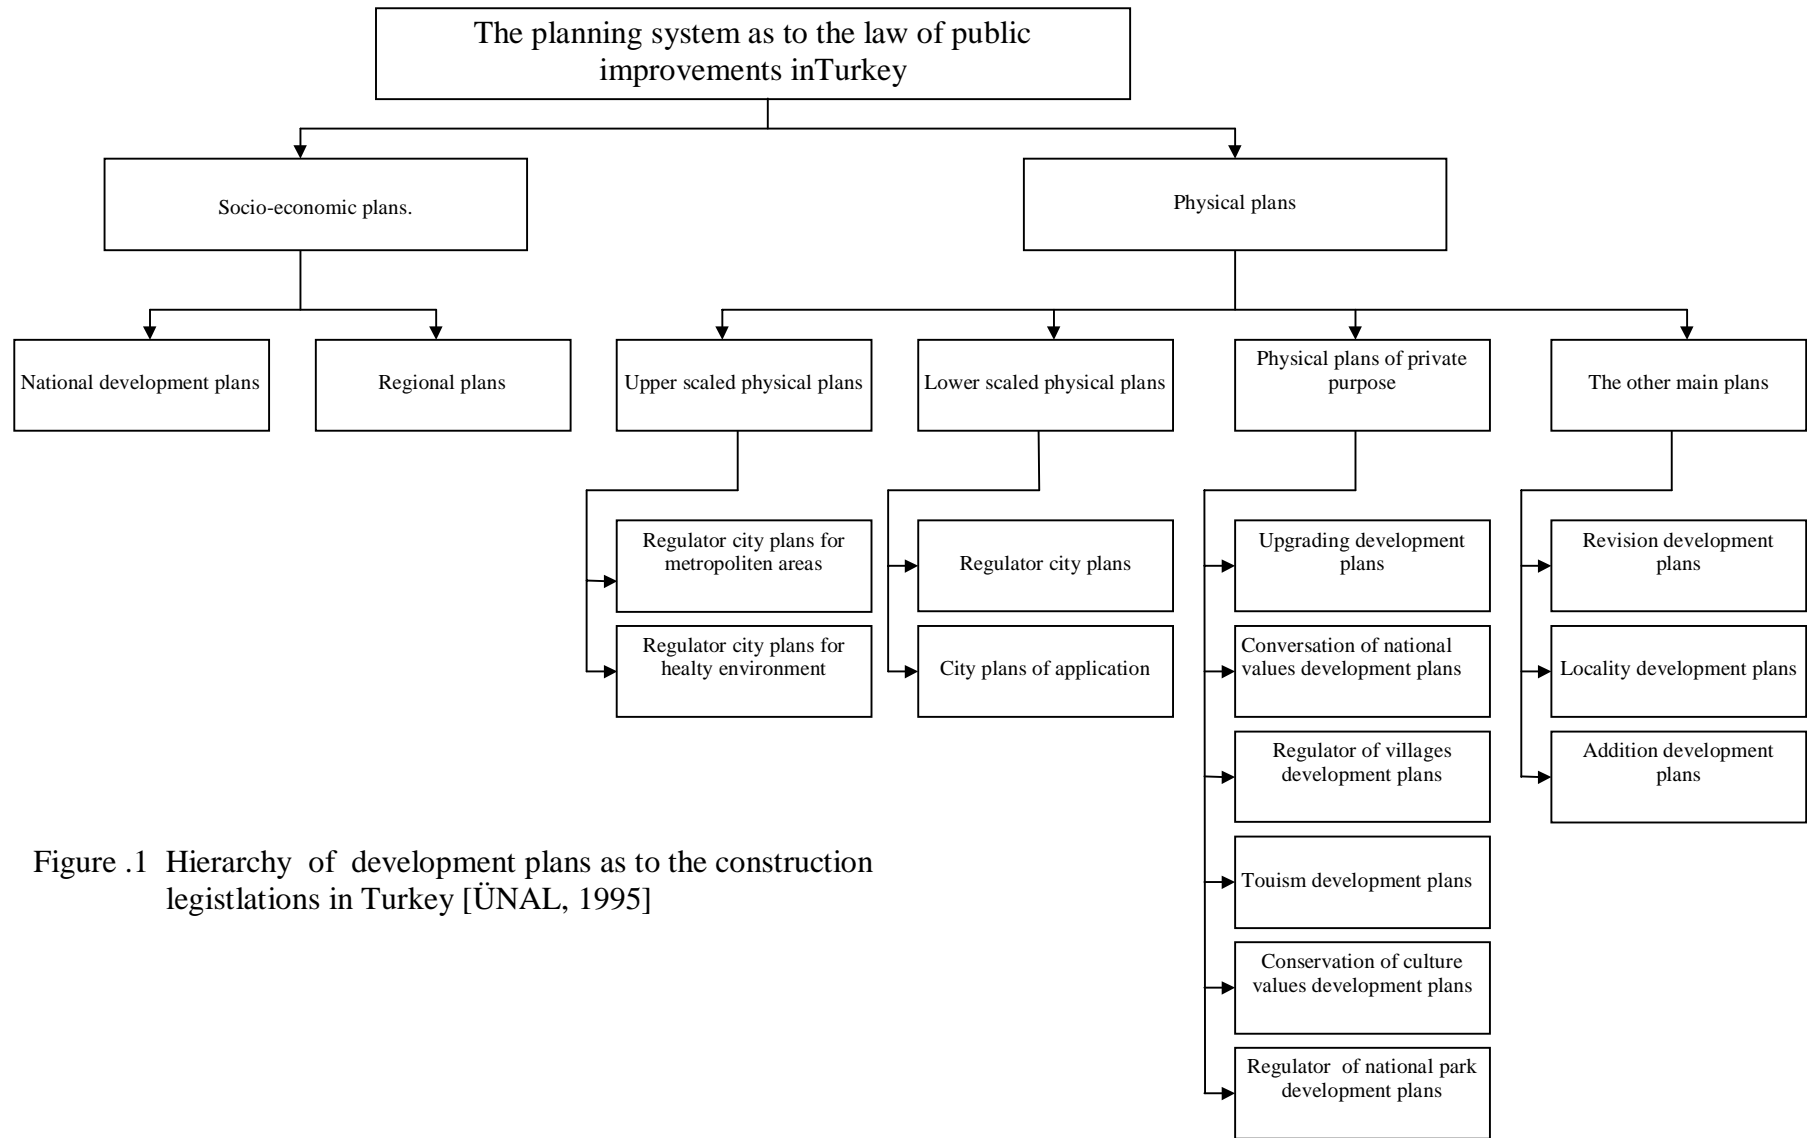 The planning system as to the law of public
improvements inTurkey
Socio-economic plans.
Physical plans
National development plans
Regional plans
Upper scaled physical plans
Lower scaled physical plans
Physical plans of private
purpose
The other main plans
Regulator city plans for
metropoliten areas
Regulator city plans for
healty environment
Regulator city plans
City plans of application
Upgrading development
plans
Conversation of national
values development plans
Regulator of villages
development plans
Touism development plans
Conservation of culture
values development plans
Regulator of national park
development plans
Revision development
plans
Locality development plans
Addition development
plans
Figure .1 Hierarchy of development plans as to the construction
legistlations in Turkey [ÜNAL, 1995]